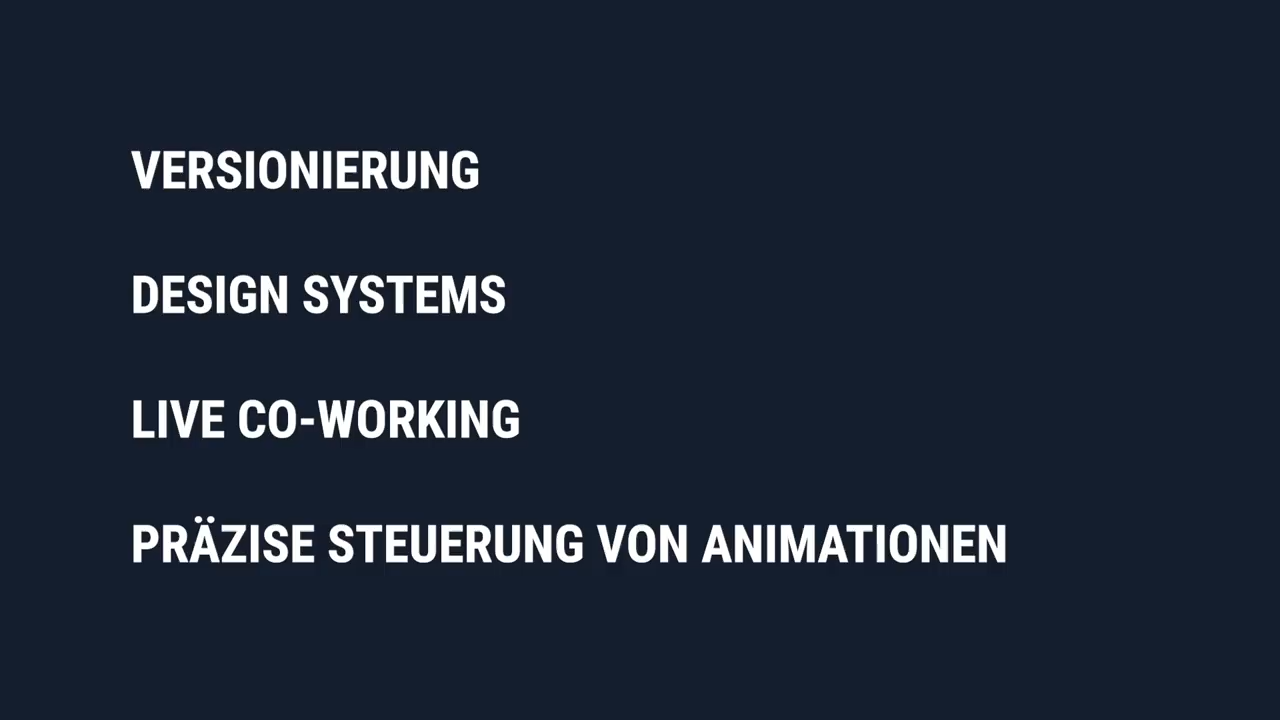 VERSIONIERUNG
DESIGN SYSTEMS
LIVE CO-WORKING
PRÄZISE STEUERUNG VON ANIMATIONEN